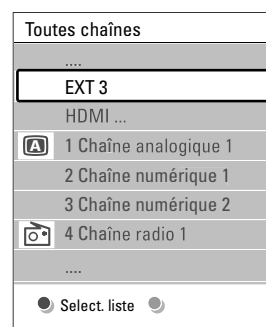 Toutes chaînes
....
EXT 3
HDMI ...
A 1 Chaîne analogique 1
2 Chaîne numérique 1
3 Chaîne numérique 2
4 Chaîne radio 1
....
Select. liste